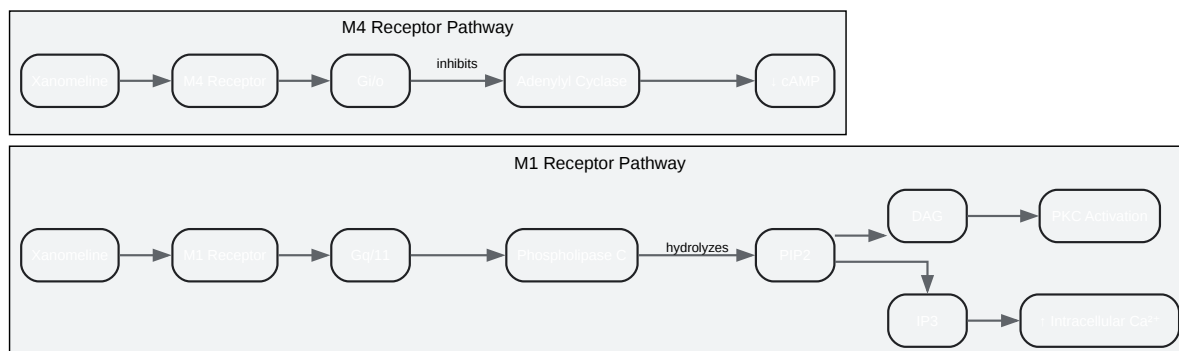 M4 Receptor Pathway
Xanomeline
M4 Receptor
Gi/o
inhibits
Adenylyl Cyclase
↓ cAMP
M1 Receptor Pathway
Xanomeline
M1 Receptor
Gq/11
Phospholipase C
hydrolyzes
PIP2
DAG
PKC Activation
IP3
↑ Intracellular Ca²⁺